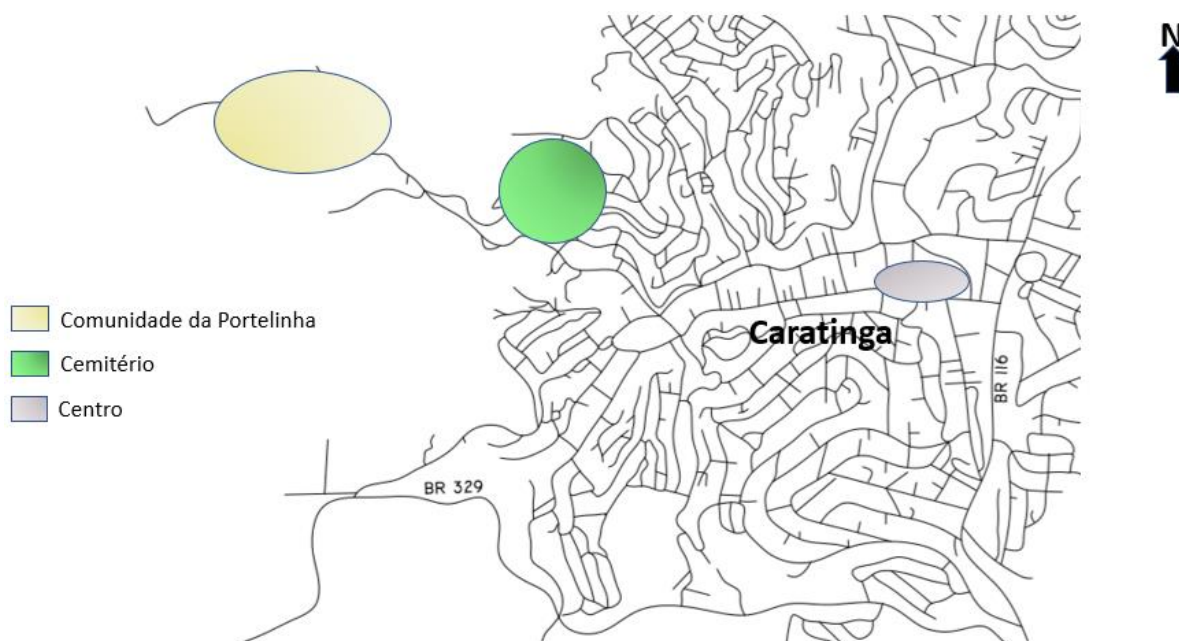 N
Comunidade da Portelinha
Cemitério
Centro
Caratinga
BR 116
BR 329